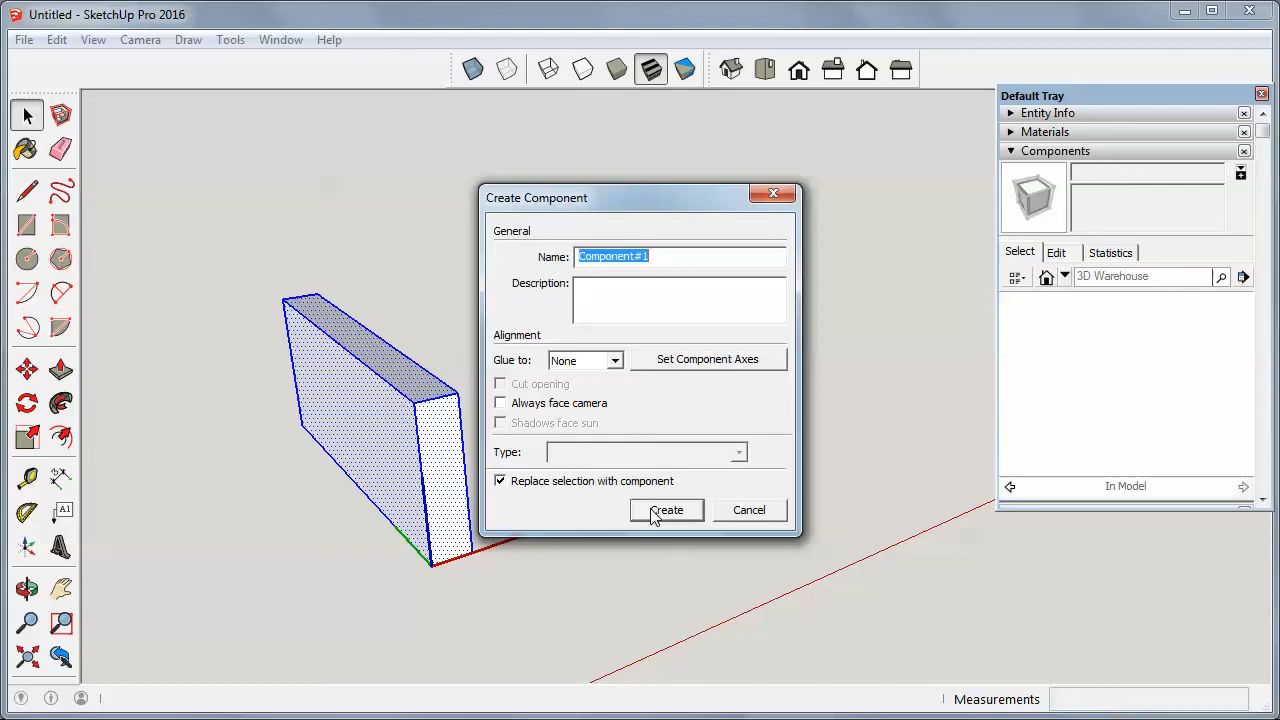 Untitled - SketchUp Pro 2016
File Edit View Camera Draw Tools Window Help
Default Tray
Entity Info
Materials
Components
Select Edit Statistics
3D Warehouse
In Model
Create Component
General
Name: Component#1
Description:
Alignment
Glue to: None Set Component Axes
Cut opening
Always face camera
Shadows face sun
Type:
Replace selection with component
Create Cancel
A1
Measurements